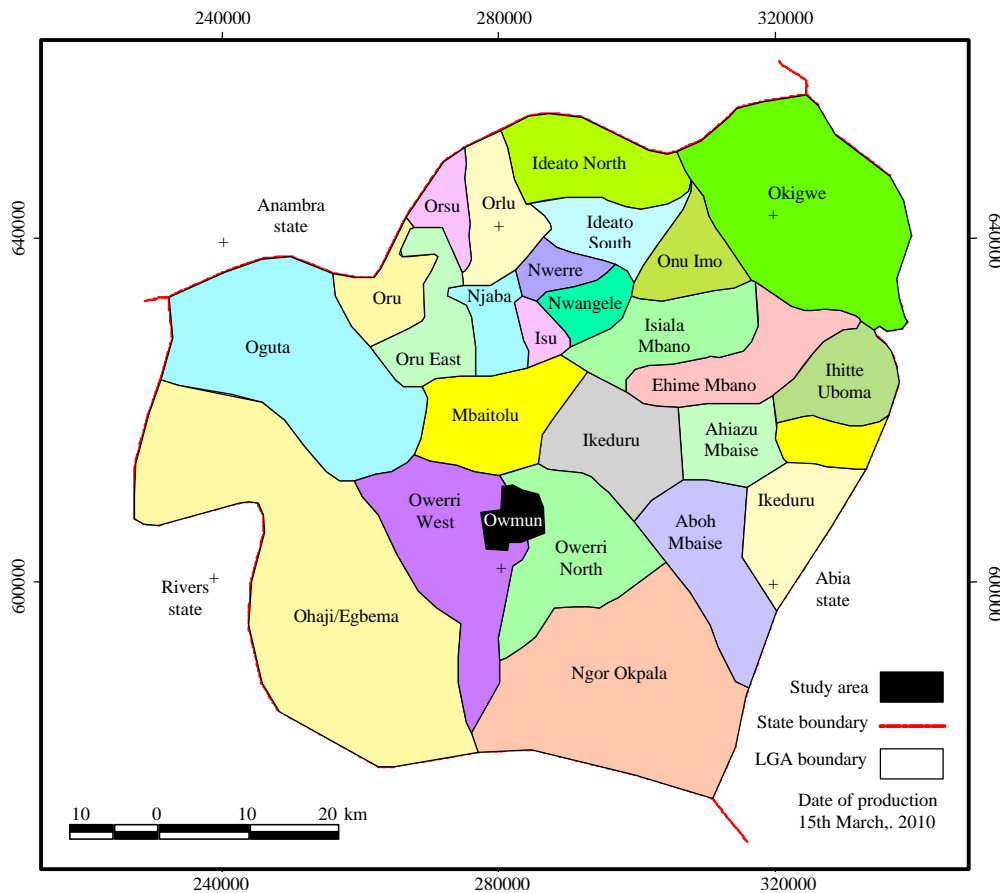 240000
280000
320000
Ideato North
Okigwe
Orsu
Orlu
Anambra
state
Ideato
South
640000
640000
Onu Imo
Nwerre
Oru
Njaba
Nwangele
Isu
Isiala
Mbano
Oguta
Oru East
Ihitte
Uboma
Ehime Mbano
Mbaitolu
Ikeduru
Ahiazu
Mbaise
Owerri
West
Ikeduru
Owmun
Aboh
Mbaise
Owerri
North
600000
Rivers
state
Abia
state
600000
Ohaji/Egbema
Ngor Okpala
Study area
State boundary
LGA boundary
10 0 10 20 km
Date of production
15th March,. 2010
240000
280000
320000